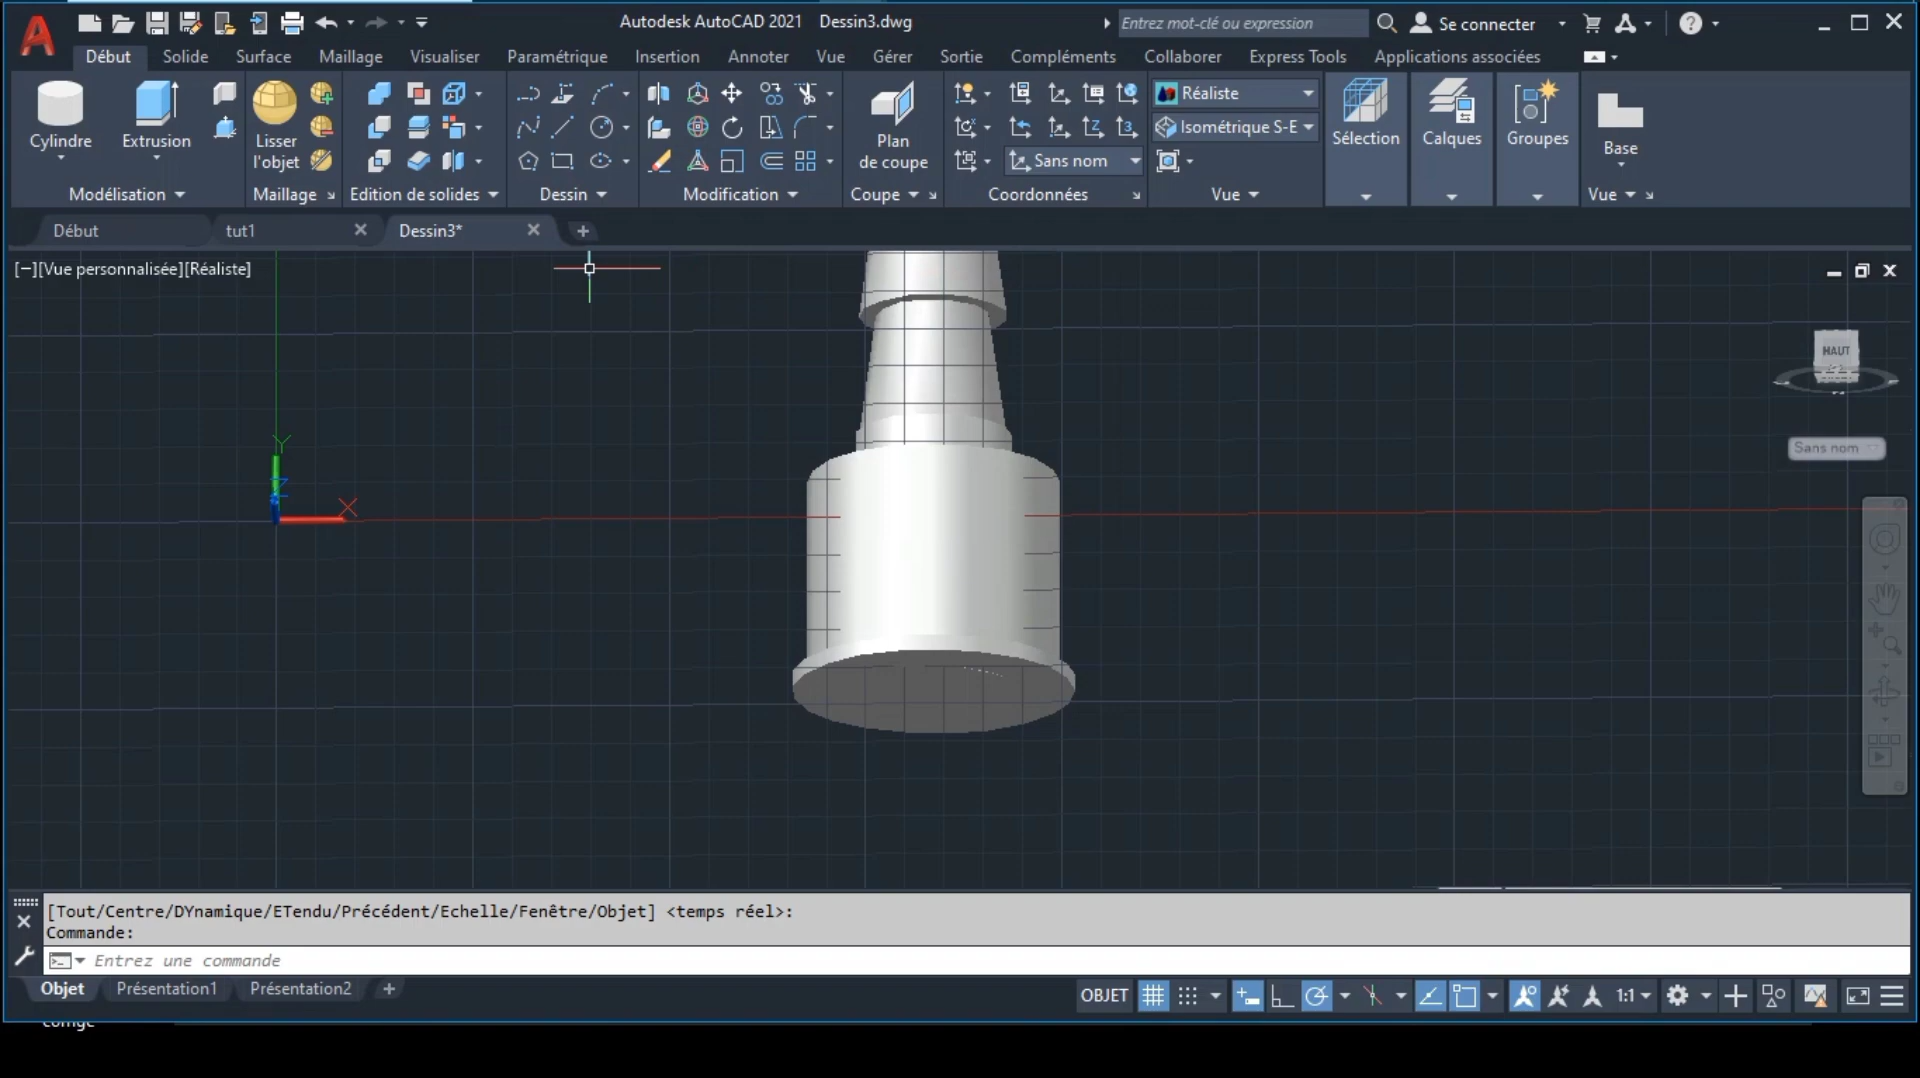 Autodesk AutoCAD 2021 Dessin3.dwg
Entrez mot-clé ou expression
Se connecter
Début Solide Surface Maillage Visualiser Paramétrique Insertion Annoter Vue Gérer Sortie Compléments Collaborer Express Tools Applications associées
Cylindre
Extrusion
Lisser
l'objet
Plan
de coupe
Réaliste
Isométrique S-E
Sans nom
Sélection
Calques
Groupes
Base
Modélisation Maillage Edition de solides Dessin Modification Coupe Coordonnées Vue Vue
Début tut1 Dessin3*
[−][Vue personnalisée][Réaliste]
HAUT
Sans nom
Y
Z
X
[Tout/Centre/DYnamique/ETendu/Précédent/Echelle/Fenêtre/Objet] <temps réel>:
Commande:
Entrez une commande
Objet Présentation1 Présentation2
OBJET
1:1